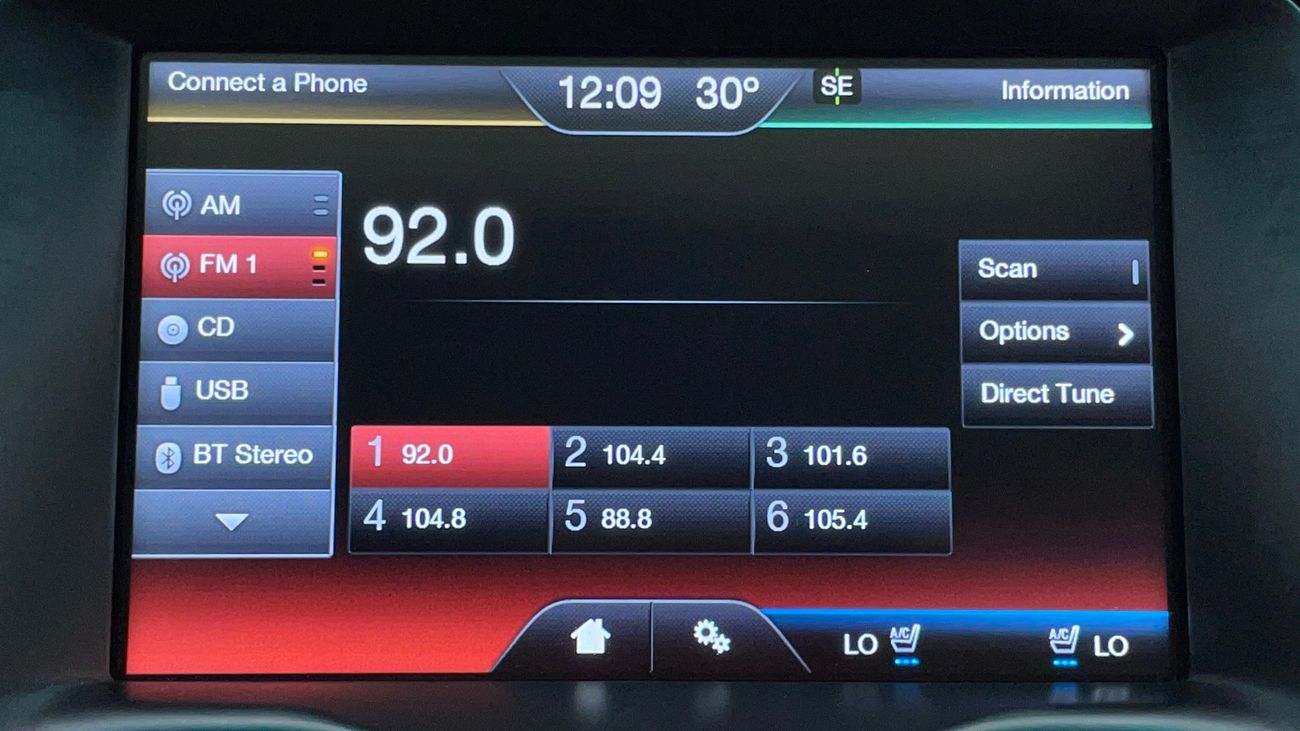 Connect a Phone
12:09 30°
SE
Information
AM
FM 1
CD
USB
BT Stereo
92.0
Scan
Options
Direct Tune
1 92.0
2 104.4
3 101.6
4 104.8
5 88.8
6 105.4
LO A/C
A/C LO